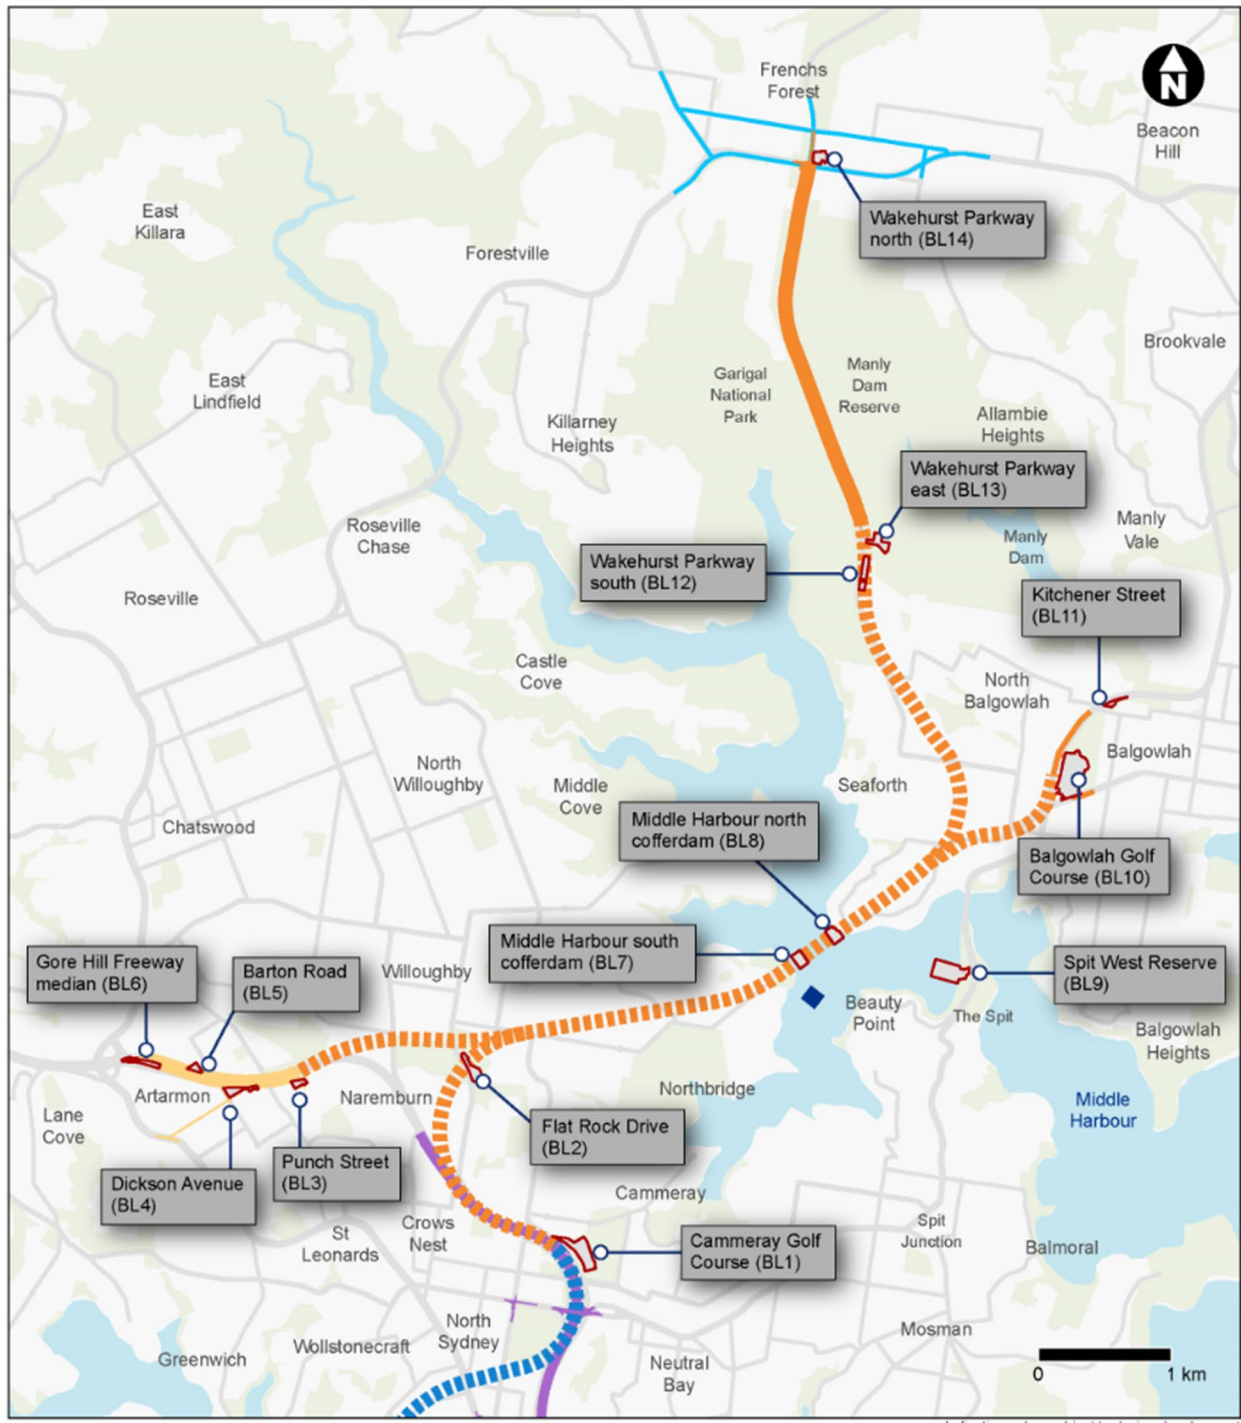 Frenchs
Forest
N
Beacon
Hill
East
Killara
Wakehurst Parkway
north (BL14)
Forestville
Brookvale
East
Lindfield
Garigal
National
Park
Manly
Dam
Reserve
Killarney
Heights
Allambie
Heights
Wakehurst Parkway
east (BL13)
Roseville
Chase
Manly
Vale
Manly
Dam
Wakehurst Parkway
south (BL12)
Roseville
Kitchener Street
(BL11)
Castle
Cove
North
Balgowlah
Balgowlah
North
Willoughby
Middle
Cove
Seaforth
Chatswood
Middle Harbour north
cofferdam (BL8)
Balgowlah Golf
Course (BL10)
Gore Hill Freeway
median (BL6)
Barton Road
(BL5)
Willoughby
Middle Harbour south
cofferdam (BL7)
Spit West Reserve
(BL9)
Beauty
Point
The Spit
Balgowlah
Heights
Artarmon
Naremburn
Northbridge
Middle
Harbour
Lane
Cove
Flat Rock Drive
(BL2)
Dickson Avenue
(BL4)
Punch Street
(BL3)
Cammeray
St
Leonards
Crows
Nest
Cammeray Golf
Course (BL1)
Spit
Junction
Balmoral
North
Sydney
Wollstonecraft
Greenwich
Mosman
Neutral
Bay
0
1 km